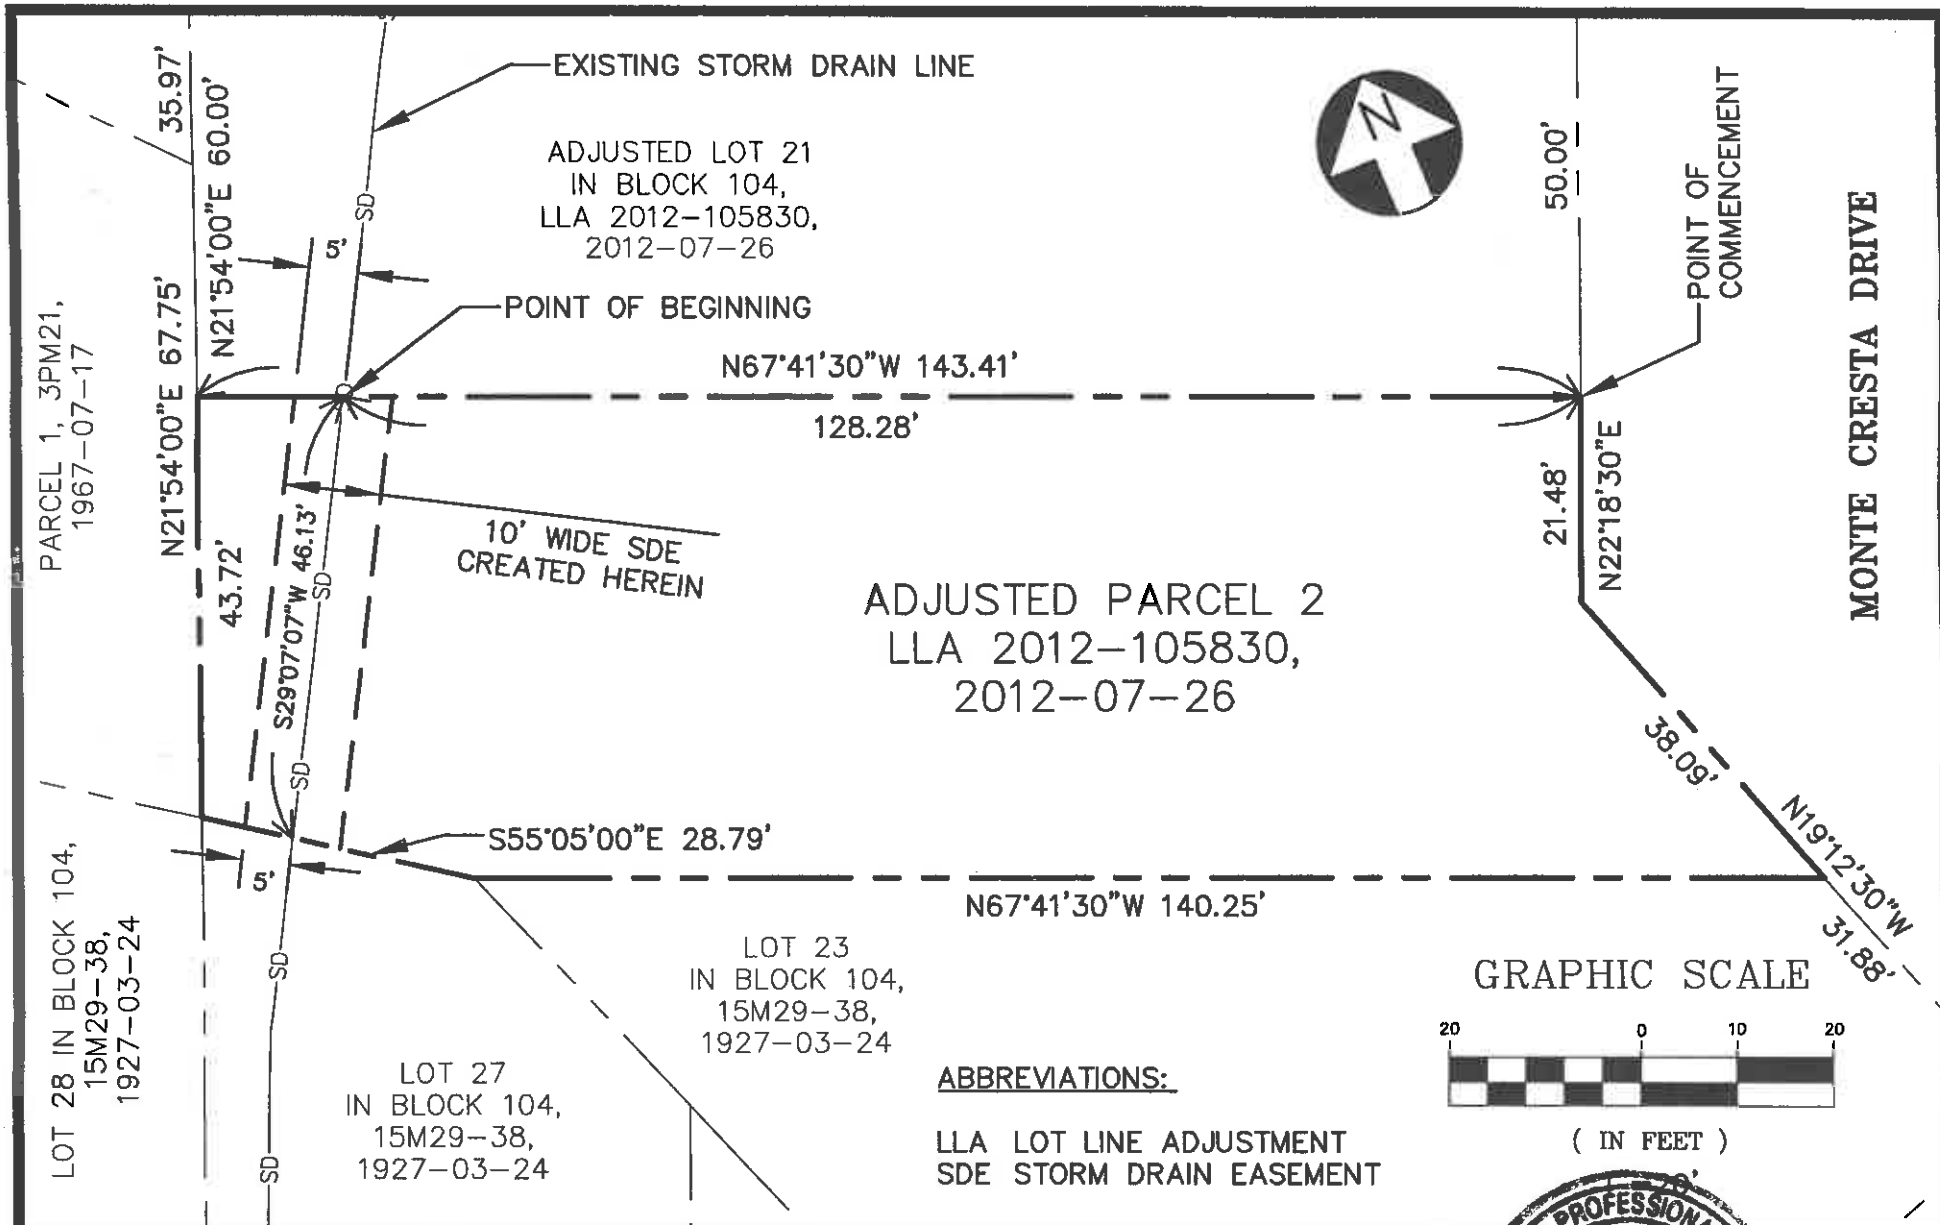 EXISTING STORM DRAIN LINE
35.97'
N21°54'00"E 60.00'
SD
ADJUSTED LOT 21
IN BLOCK 104,
LLA 2012-105830,
2012-07-26
N
50.00'
POINT OF
COMMENCEMENT
MONTE CRESTA DRIVE
5'
POINT OF BEGINNING
N67°41'30"W 143.41'
128.28'
PARCEL 1, 3PM21,
1967-07-17
N21°54'00"E 67.75'
43.72'
S29°07'07"W 46.13'
SD
10' WIDE SDE
CREATED HEREIN
21.48'
N22°18'30"E
ADJUSTED PARCEL 2
LLA 2012-105830,
2012-07-26
38.09'
SD
N19°12'30"W
31.88'
S55°05'00"E 28.79'
5'
N67°41'30"W 140.25'
LOT 28 IN BLOCK 104,
15M29-38,
1927-03-24
SD
LOT 23
IN BLOCK 104,
15M29-38,
1927-03-24
LOT 27
IN BLOCK 104,
15M29-38,
1927-03-24
SD
GRAPHIC SCALE
20 0 10 20
( IN FEET )
ABBREVIATIONS:
LLA LOT LINE ADJUSTMENT
SDE STORM DRAIN EASEMENT
PROFESSIONA